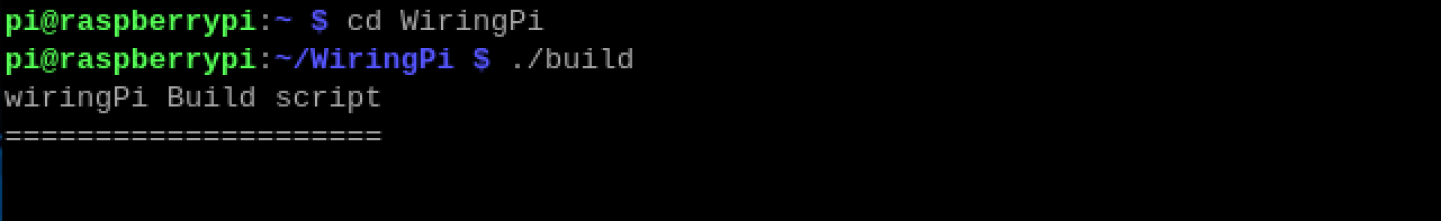 pi@raspberrypi:~ $ cd WiringPi
pi@raspberrypi:~/WiringPi $ ./build
wiringPi Build script
=====================